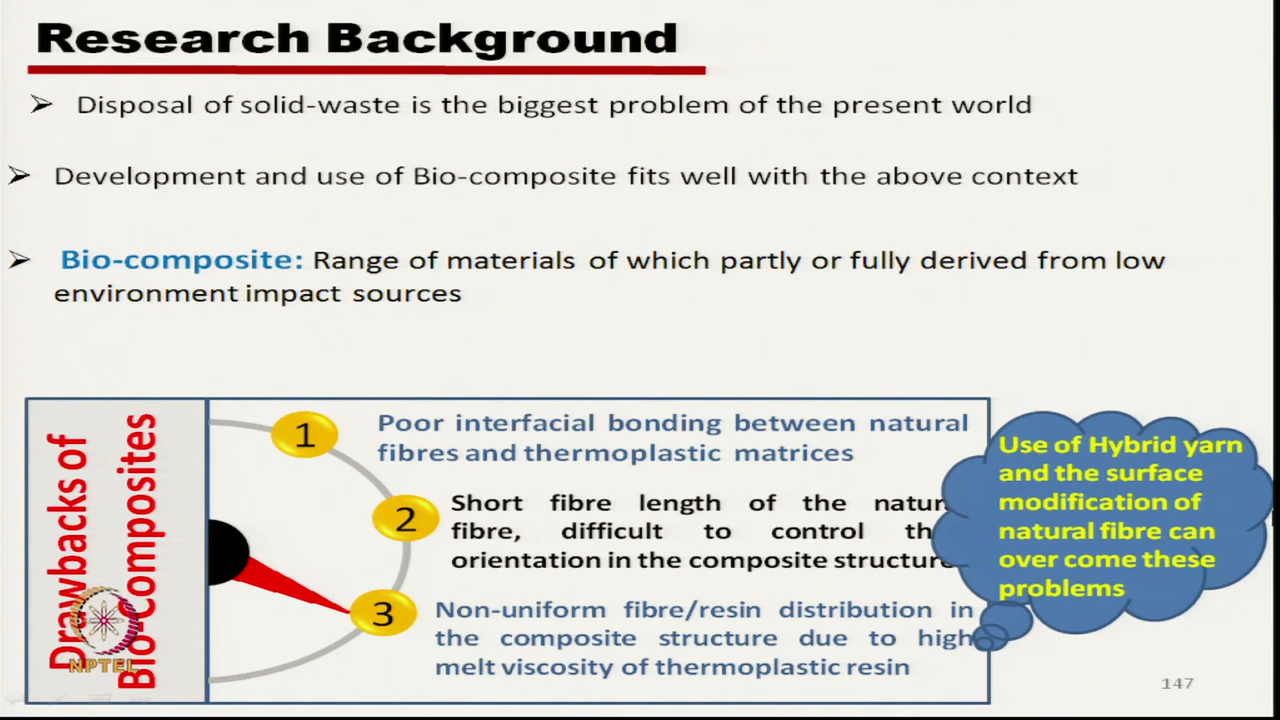 Research Background
➢ Disposal of solid-waste is the biggest problem of the present world
➢ Development and use of Bio-composite fits well with the above context
➢ Bio-composite: Range of materials of which partly or fully derived from low
environment impact sources
Drawbacks of
Bio-Composites
NPTEL
1
Poor interfacial bonding between natural
fibres and thermoplastic matrices
2
Short fibre length of the natur
fibre, difficult to control th
orientation in the composite structure
3
Non-uniform fibre/resin distribution in
the composite structure due to high
melt viscosity of thermoplastic resin
Use of Hybrid yarn
and the surface
modification of
natural fibre can
over come these
problems
147